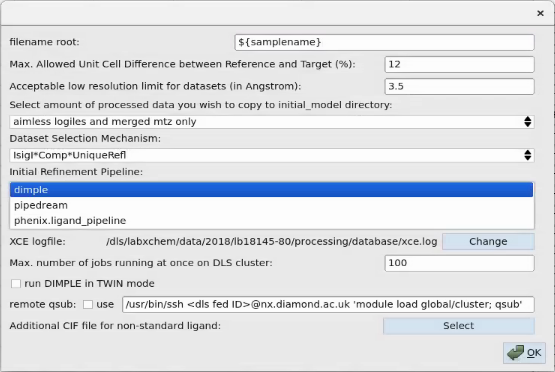 filename root: ${samplename}
Max. Allowed Unit Cell Difference between Reference and Target (%): 12
Acceptable low resolution limit for datasets (in Angstrom): 3.5
Select amount of processed data you wish to copy to initial_model directory:
aimless logfiles and merged mtz only
Dataset Selection Mechanism:
IsigI*Comp*UniqueRefl
Initial Refinement Pipeline:
dimple
pipedream
phenix.ligand_pipeline
XCE logfile: /dls/labxchem/data/2018/lb18145-80/processing/database/xce.log Change
Max. number of jobs running at once on DLS cluster: 100
run DIMPLE in TWIN mode
remote qsub: use /usr/bin/ssh <dls fed ID>@nx.diamond.ac.uk 'module load global/cluster; qsub'
Additional CIF file for non-standard ligand: Select
OK